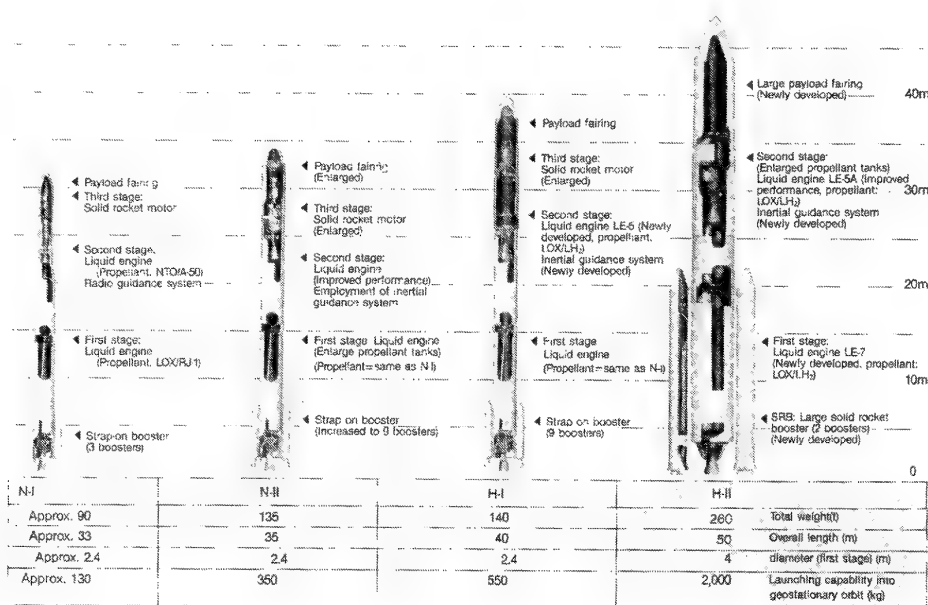 Payload fairing
Third stage:
Solid rocket motor
Second stage.
Liquid engine
(Propellant. NTO/A-50)
Radio guidance system
First stage:
Liquid engine
(Propellant. LOX/RJ-1)
Strap-on booster
(3 boosters)
Payload fairing
(Enlarged)
Third stage:
Solid rocket motor
(Enlarged)
Second stage:
Liquid engine
(Improved performance)
Employment of inertial
guidance system
First stage Liquid engine
(Enlarge propellant tanks)
(Propellant=same as N-I)
Strap on booster
(Increased to 9 boosters)
Payload fairing
Third stage:
Solid rocket motor
(Enlarged)
Second stage:
Liquid engine LE-5 (Newly
developed, propellant.
LOX/LH₂)
Inertial guidance system
(Newly developed)
First stage
Liquid engine
(Propellant=same as N-I)
Strap on booster
(9 boosters)
Large payload fairing
(Newly developed)
Second stage:
(Enlarged propellant tanks)
Liquid engine LE-5A (Improved
performance, propellant:
LOX/LH₂)
Inertial guidance system
(Newly developed)
First stage:
Liquid engine LE-7
(Newly developed, propellant:
LOX/LH₂)
SRB: Large solid rocket
booster (2 boosters)
(Newly developed)
40m
30m
20m
10m
0
N-I N-II H-I H-II
Approx. 90 135 140 260 Total weight(t)
Approx. 33 35 40 50 Overall length (m)
Approx. 2.4 2.4 2.4 4 diameter (first stage) (m)
Approx. 130 350 550 2,000 Launching capability into
geostationary orbit (kg)